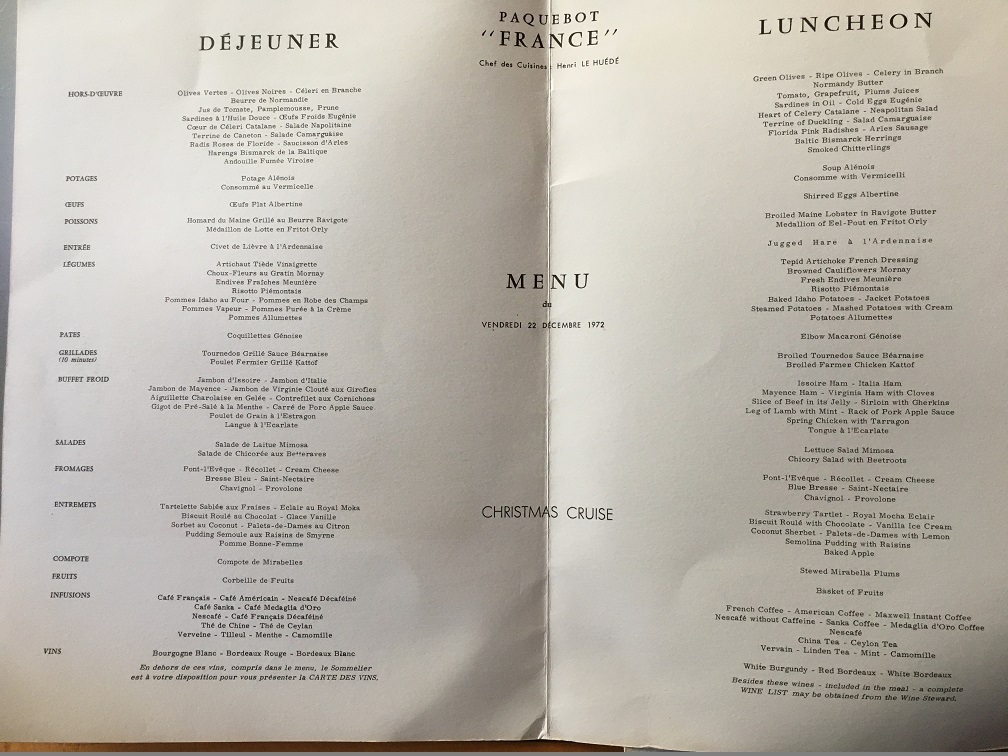 DÉJEUNER
HORS-D'ŒUVRE
Olives Vertes - Olives Noires - Céleri en Branche
Beurre de Normandie
Jus de Tomate, Pamplemousse, Prune
Sardines à l'Huile Douce - Œufs Froids Eugénie
Cœur de Céleri Catalane - Salade Napolitaine
Terrine de Caneton - Salade Camarguaise
Radis Roses de Floride - Saucisson d'Arles
Harengs Bismarck de la Baltique
Andouille Fumée Viroise
POTAGES
Potage Alénois
Consommé au Vermicelle
ŒUFS
Œufs Plat Albertine
POISSONS
Homard du Maine Grillé au Beurre Ravigote
Médaillon de Lotte en Fritot Orly
ENTRÉE
Civet de Lièvre à l'Ardennaise
LÉGUMES
Artichaut Tiède Vinaigrette
Choux-Fleurs au Gratin Mornay
Endives Fraîches Meunière
Risotto Piémontais
Pommes Idaho au Four - Pommes en Robe des Champs
Pommes Vapeur - Pommes Purée à la Crème
Pommes Allumettes
PATES
Coquillettes Génoise
GRILLADES
(10 minutes)
Tournedos Grillé Sauce Béarnaise
Poulet Fermier Grillé Kattof
BUFFET FROID
Jambon d'Issoire - Jambon d'Italie
Jambon de Mayence - Jambon de Virginie Clouté aux Girofles
Aiguillette Charolaise en Gelée - Contrefilet aux Cornichons
Gigot de Pré-Salé à la Menthe - Carré de Porc Apple Sauce
Poulet de Grain à l'Estragon
Langue à l'Ecarlate
SALADES
Salade de Laitue Mimosa
Salade de Chicorée aux Betteraves
FROMAGES
Pont-l'Evêque - Récollet - Cream Cheese
Bresse Bleu - Saint-Nectaire
Chavignol - Provolone
ENTREMETS
Tartelette Sablée aux Fraises - Eclair au Royal Moka
Biscuit Roulé au Chocolat - Glace Vanille
Sorbet au Coconut - Palets-de-Dames au Citron
Pudding Semoule aux Raisins de Smyrne
Pomme Bonne-Femme
COMPOTE
Compote de Mirabelles
FRUITS
Corbeille de Fruits
INFUSIONS
Café Français - Café Américain - Nescafé Décaféiné
Café Sanka - Café Medaglia d'Oro
Nescafé - Café Français Décaféiné
Thé de Chine - Thé de Ceylan
Verveine - Tilleul - Menthe - Camomille
VINS
Bourgogne Blanc - Bordeaux Rouge - Bordeaux Blanc
En dehors de ces vins, compris dans le menu, le Sommelier
est à votre disposition pour vous présenter la CARTE DES VINS.
PAQUEBOT
"FRANCE"
Chef des Cuisines : Henri LE HUÉDÉ
MENU
du
VENDREDI 22 DÉCEMBRE 1972
CHRISTMAS CRUISE
LUNCHEON
Green Olives - Ripe Olives - Celery in Branch
Normandy Butter
Tomato, Grapefruit, Plums Juices
Sardines in Oil - Cold Eggs Eugénie
Heart of Celery Catalane - Neapolitan Salad
Terrine of Duckling - Salad Camarguaise
Florida Pink Radishes - Arles Sausage
Baltic Bismarck Herrings
Smoked Chitterlings
Soup Alénois
Consomme with Vermicelli
Shirred Eggs Albertine
Broiled Maine Lobster in Ravigote Butter
Medallion of Eel-Pout en Fritot Orly
Jugged Hare à l'Ardennaise
Tepid Artichoke French Dressing
Browned Cauliflowers Mornay
Fresh Endives Meunière
Risotto Piémontais
Baked Idaho Potatoes - Jacket Potatoes
Steamed Potatoes - Mashed Potatoes with Cream
Potatoes Allumettes
Elbow Macaroni Génoise
Broiled Tournedos Sauce Béarnaise
Broiled Farmer Chicken Kattof
Issoire Ham - Italia Ham
Mayence Ham - Virginia Ham with Cloves
Slice of Beef in its Jelly - Sirloin with Gherkins
Leg of Lamb with Mint - Rack of Pork Apple Sauce
Spring Chicken with Tarragon
Tongue à l'Ecarlate
Lettuce Salad Mimosa
Chicory Salad with Beetroots
Pont-l'Evêque - Récollet - Cream Cheese
Blue Bresse - Saint-Nectaire
Chavignol - Provolone
Strawberry Tartlet - Royal Mocha Eclair
Biscuit Roulé with Chocolate - Vanilla Ice Cream
Coconut Sherbet - Palets-de-Dames with Lemon
Semolina Pudding with Raisins
Baked Apple
Stewed Mirabella Plums
Basket of Fruits
French Coffee - American Coffee - Maxwell Instant Coffee
Nescafé without Caffeine - Sanka Coffee - Medaglia d'Oro Coffee
Nescafé
China Tea - Ceylon Tea
Vervain - Linden Tea - Mint - Camomille
White Burgundy - Red Bordeaux - White Bordeaux
Besides these wines - included in the meal - a complete
WINE LIST may be obtained from the Wine Steward.